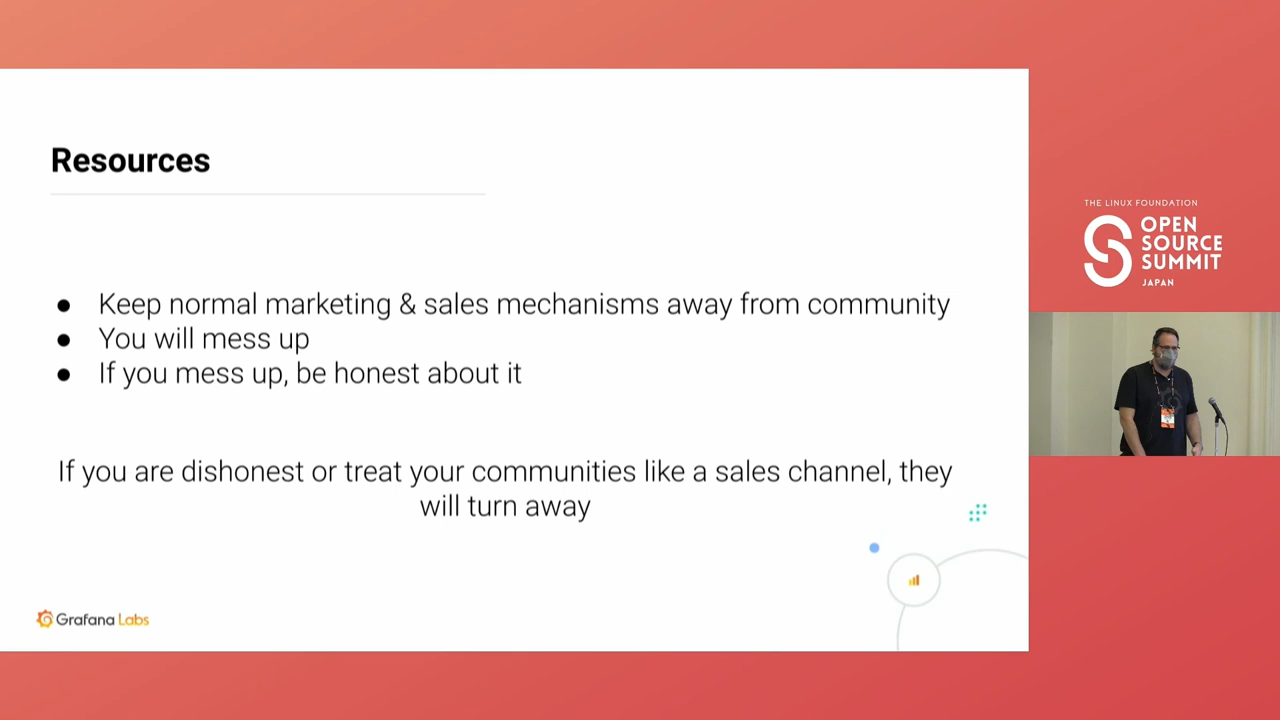 Resources
● Keep normal marketing & sales mechanisms away from community
● You will mess up
● If you mess up, be honest about it
If you are dishonest or treat your communities like a sales channel, they
will turn away
Grafana Labs
THE LINUX FOUNDATION
OPEN
SOURCE
SUMMIT
JAPAN